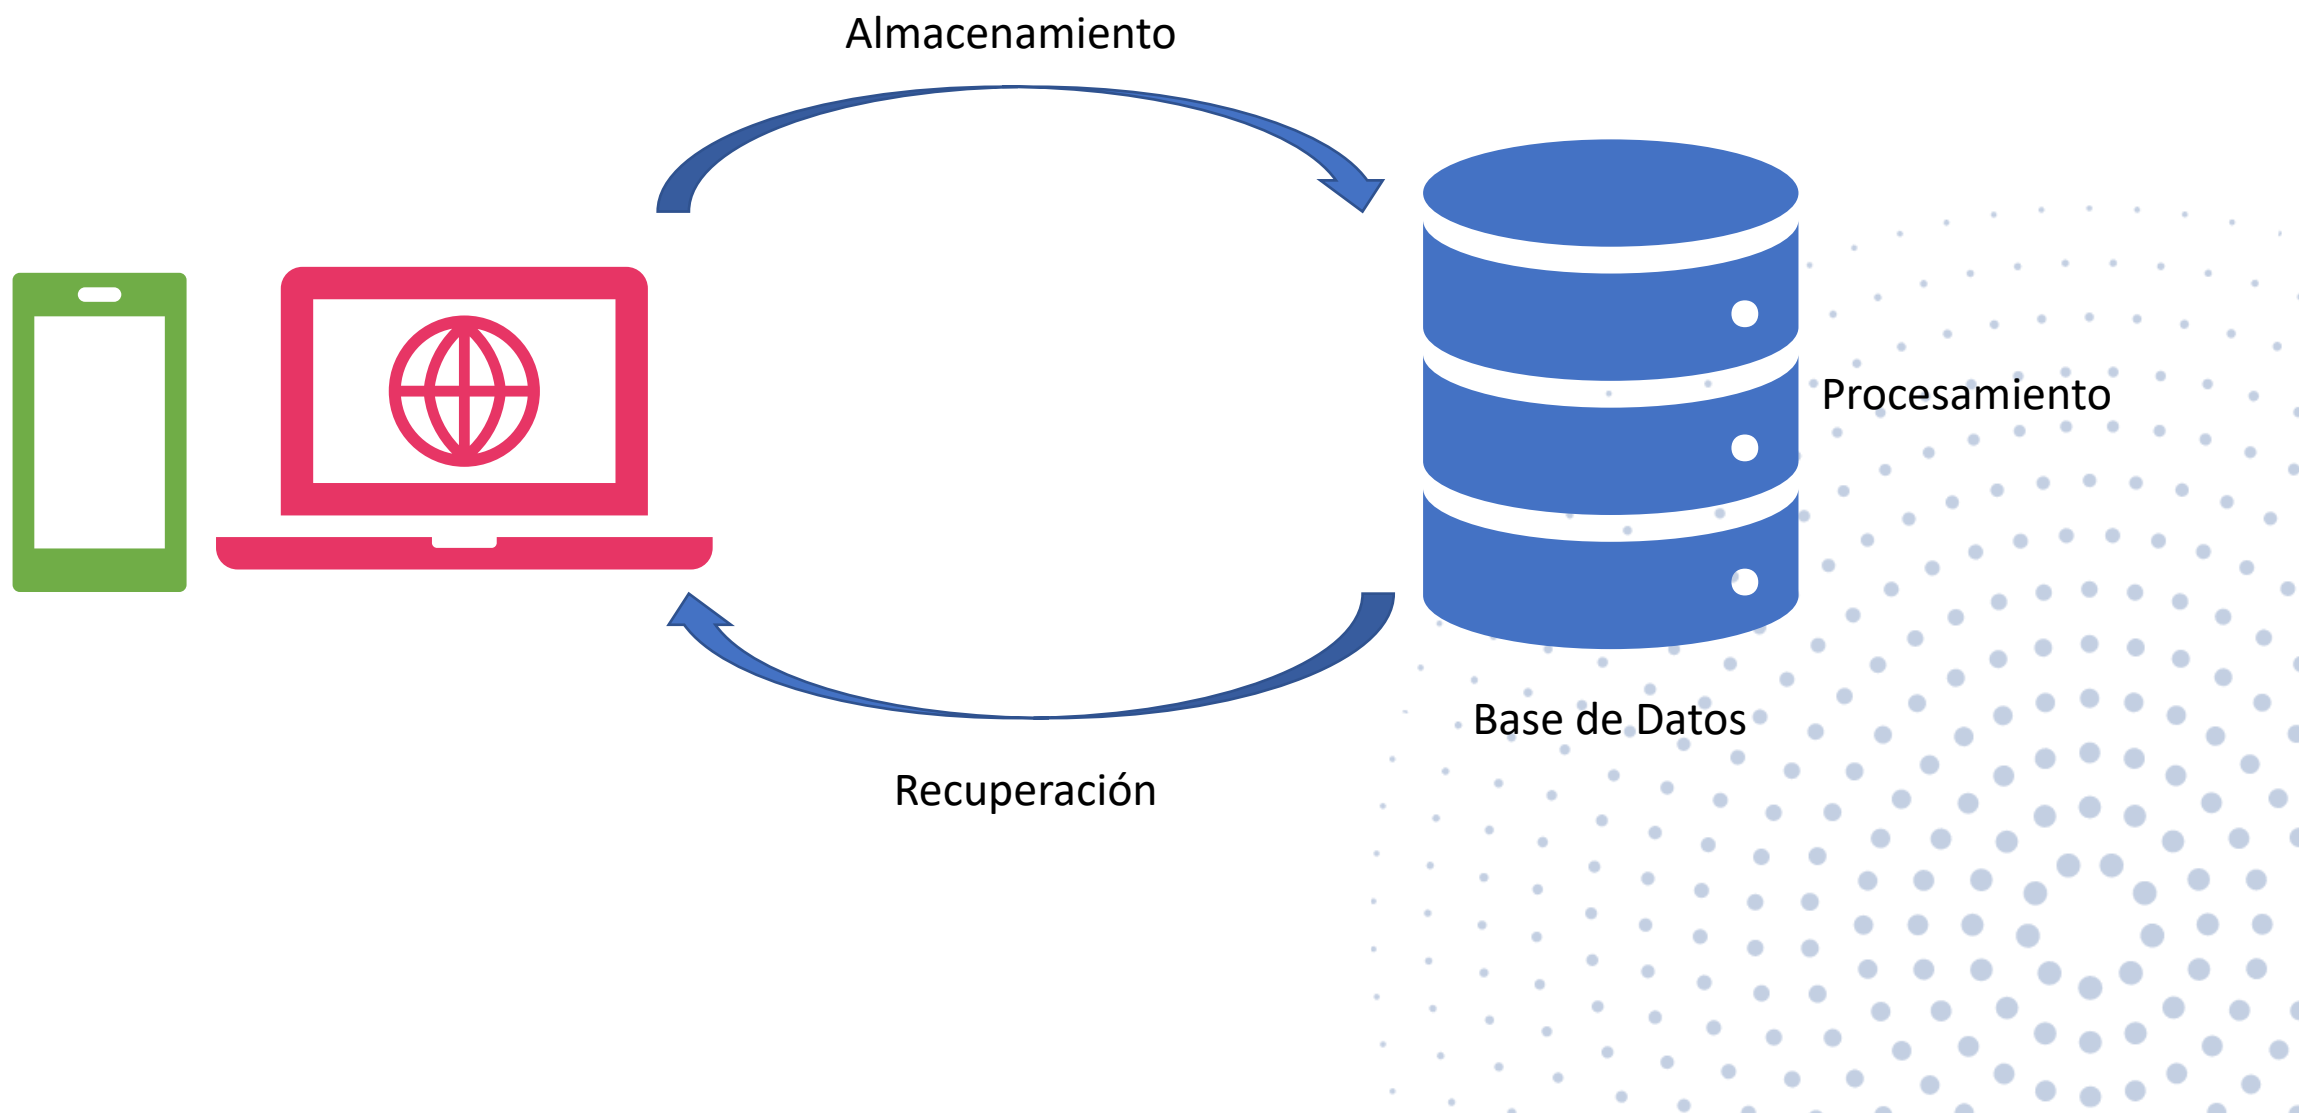 Almacenamiento
Procesamiento
Base de Datos
Recuperación